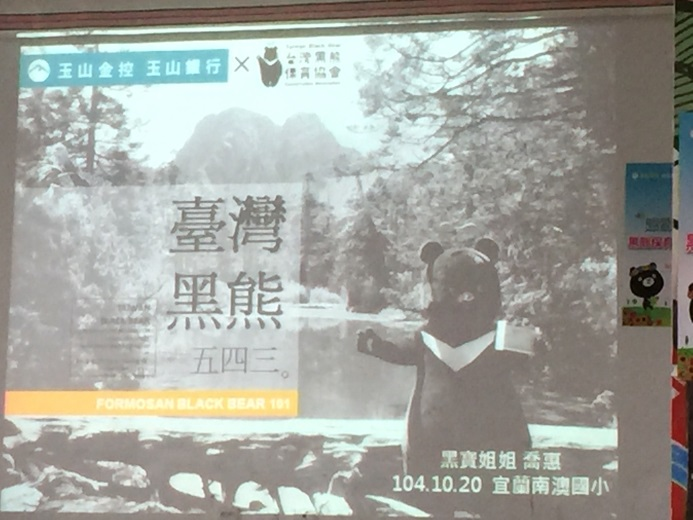 玉山金控 玉山銀行 × 台灣黑熊
保育協會
臺灣
黑熊
五四三。
FORMOSAN BLACK BEAR 101
黑寶姐姐 喬惠
104.10.20 宜蘭南澳國小